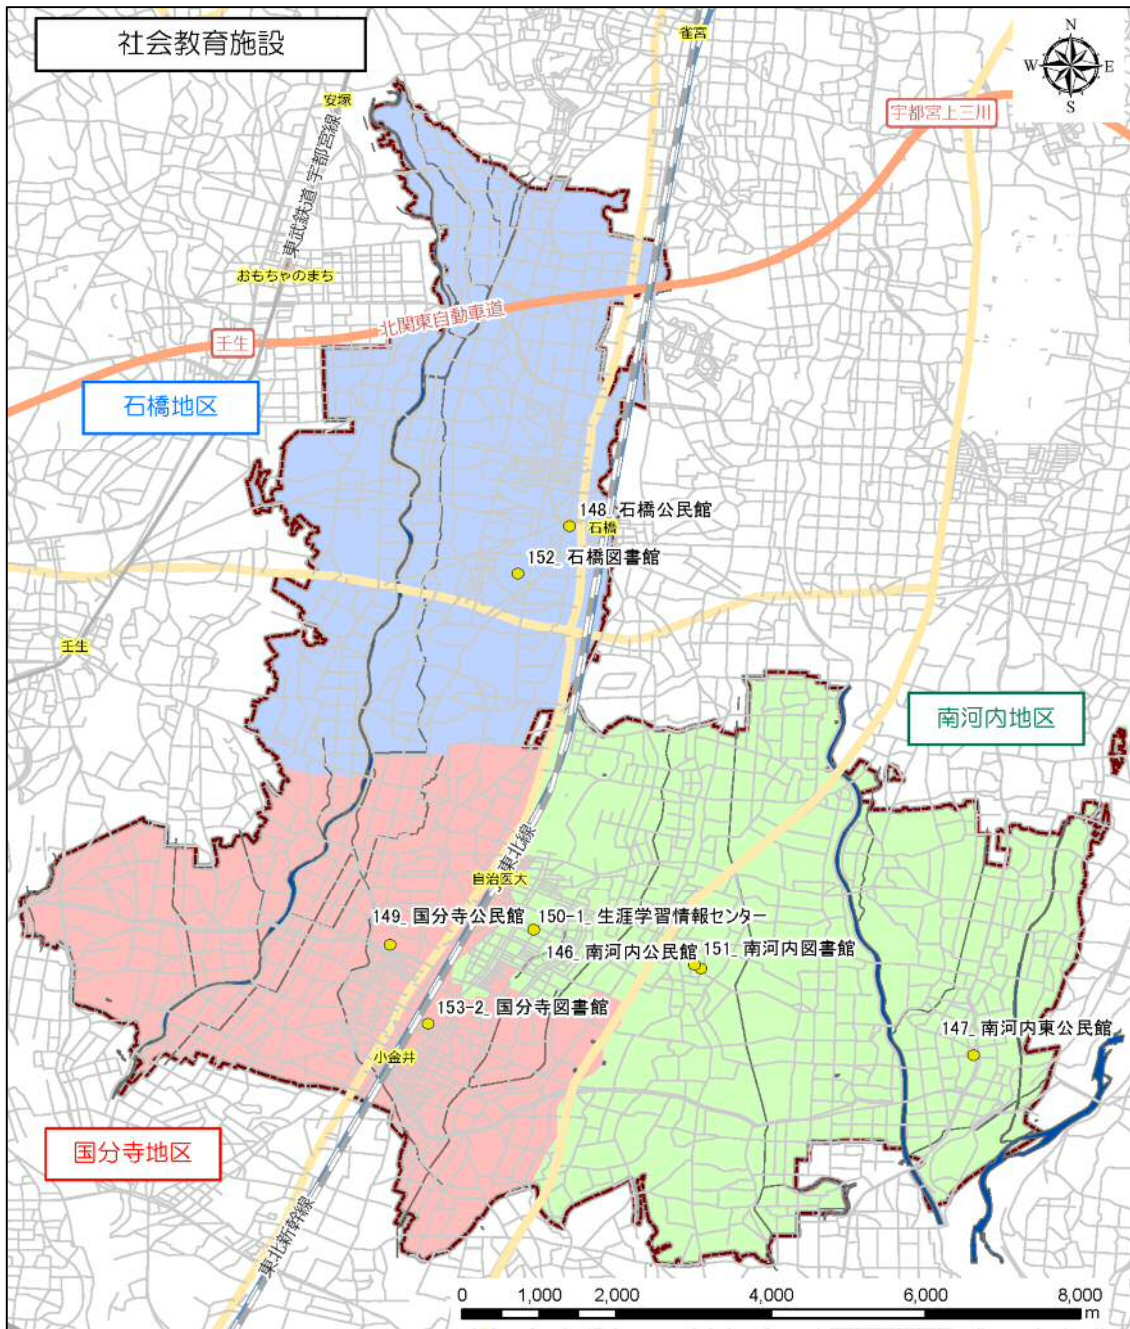 社会教育施設
雀宮
N
W
E
S
安塚
宇都宮上三川
東武鉄道 宇都宮線
おもちゃのまち
北関東自動車道
壬生
石橋地区
148_石橋公民館
石橋
152_石橋図書館
壬生
南河内地区
東北線
自治医大
149_国分寺公民館
150-1_生涯学習情報センター
146_南河内公民館
151_南河内図書館
153-2_国分寺図書館
147_南河内東公民館
小金井
国分寺地区
東北新幹線
0 1,000 2,000 4,000 6,000 8,000
m